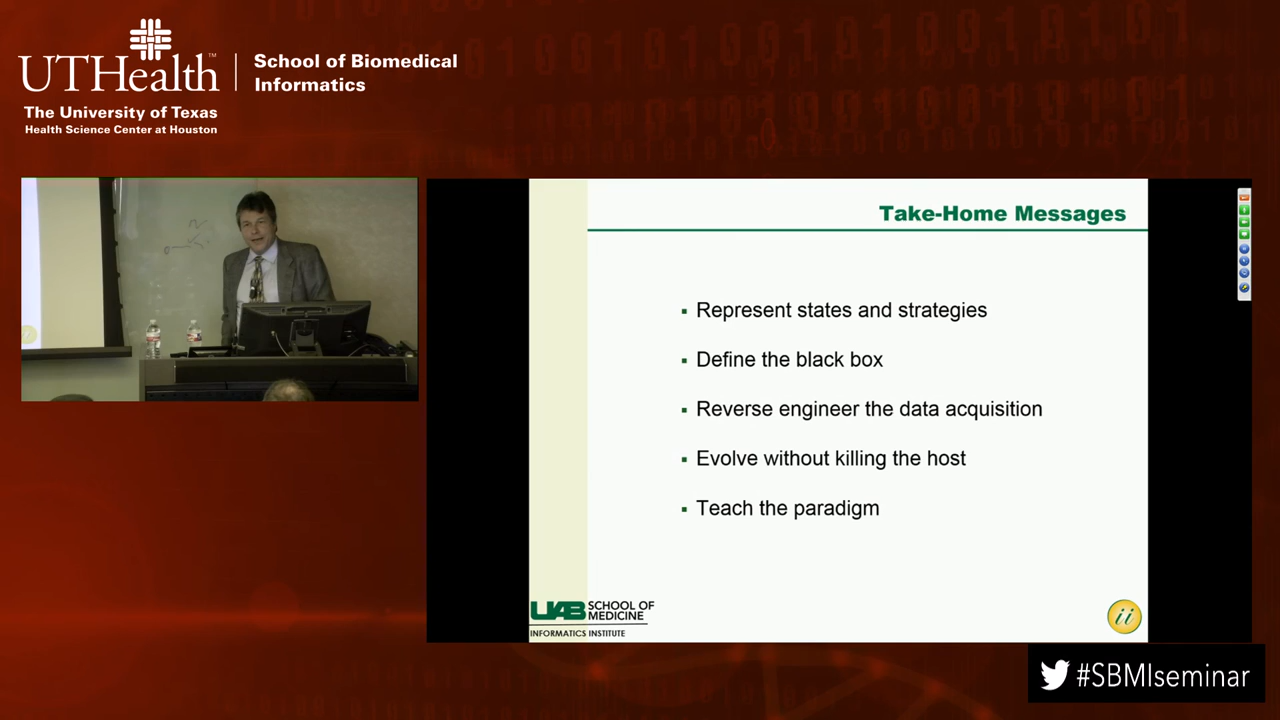 UTHealth™
The University of Texas
Health Science Center at Houston
School of Biomedical
Informatics
Take-Home Messages
▪ Represent states and strategies
▪ Define the black box
▪ Reverse engineer the data acquisition
▪ Evolve without killing the host
▪ Teach the paradigm
UAB SCHOOL OF
MEDICINE
INFORMATICS INSTITUTE
ii
#SBMIseminar